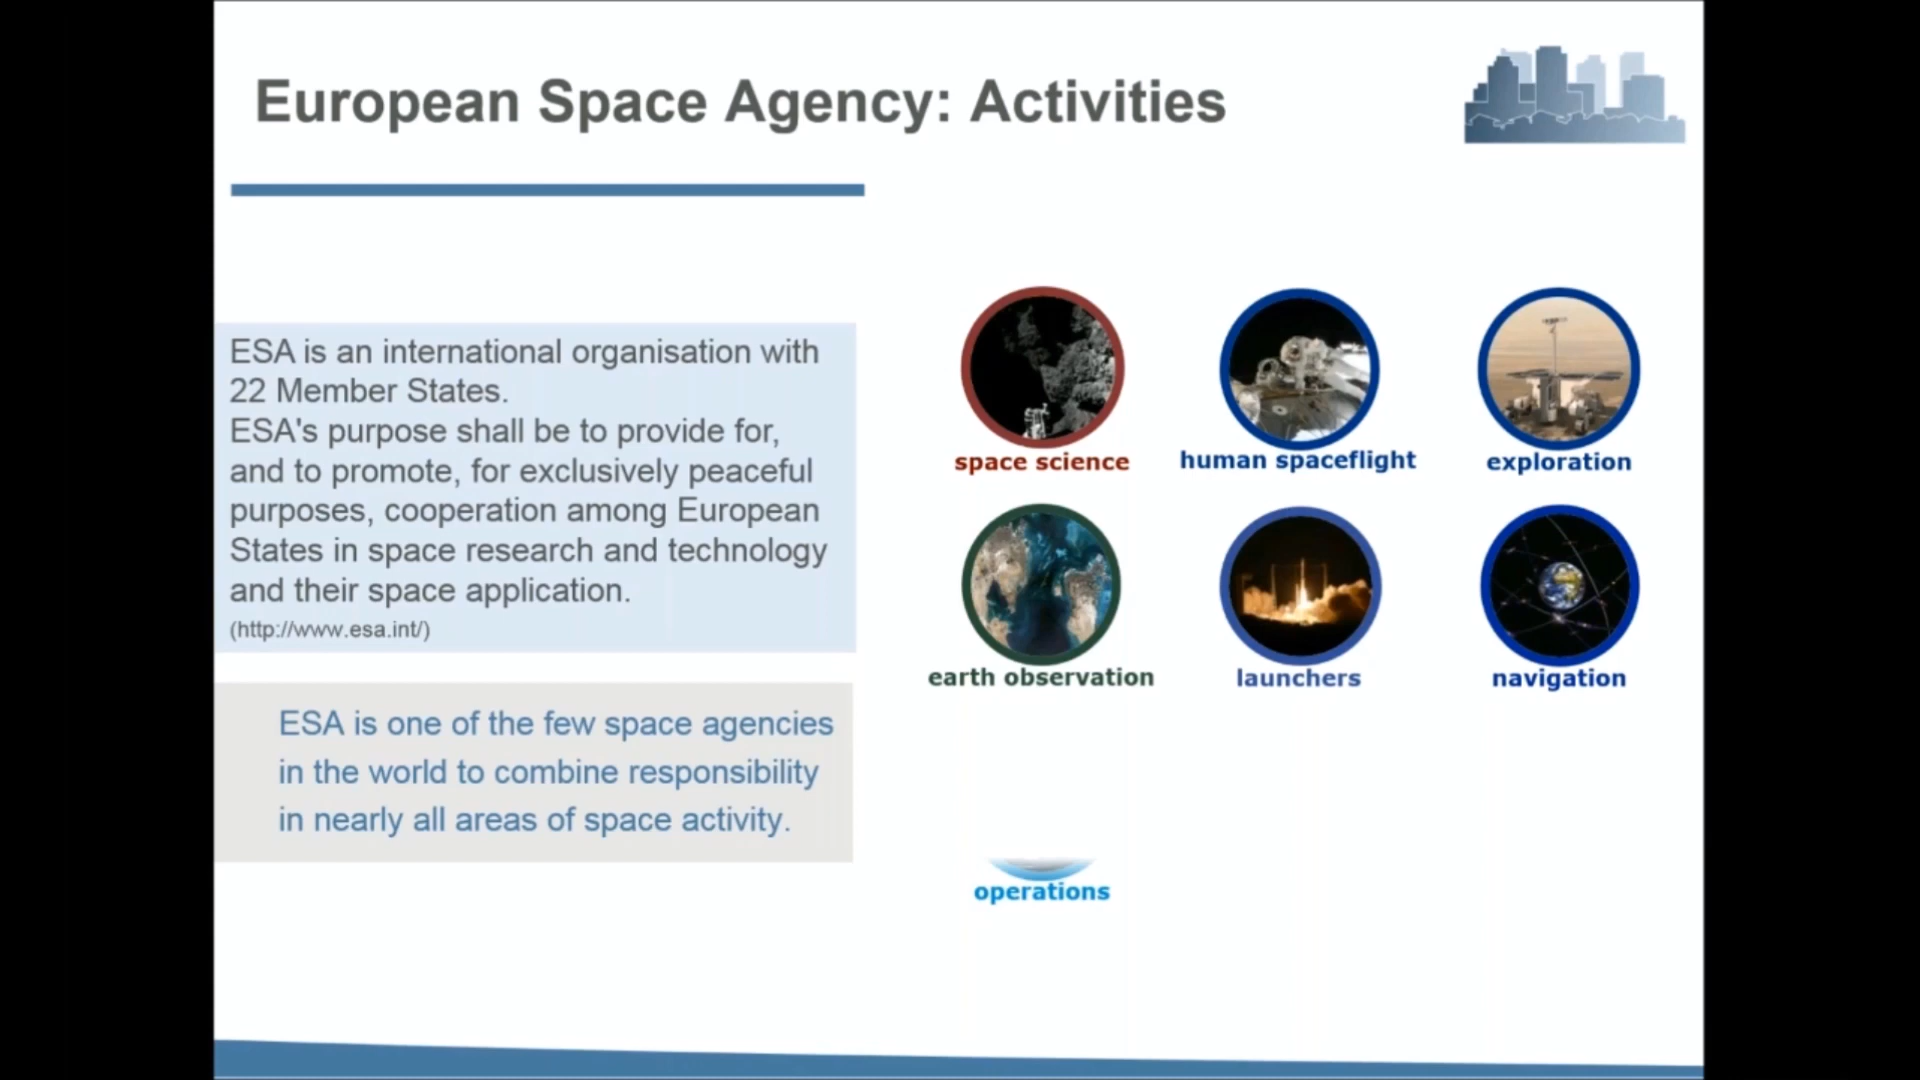 European Space Agency: Activities
ESA is an international organisation with
22 Member States.
ESA's purpose shall be to provide for,
and to promote, for exclusively peaceful
purposes, cooperation among European
States in space research and technology
and their space application.
(http://www.esa.int/)
ESA is one of the few space agencies
in the world to combine responsibility
in nearly all areas of space activity.
space science
human spaceflight
exploration
earth observation
launchers
navigation
operations